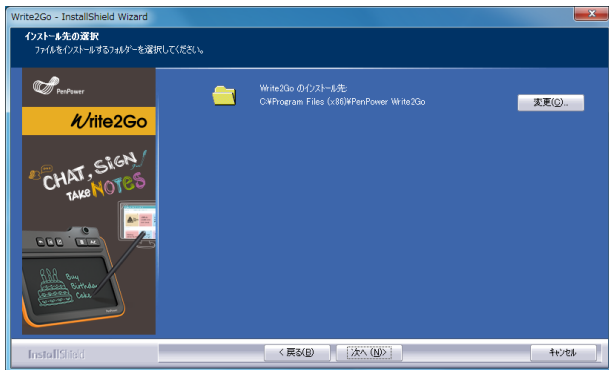 Write2Go - InstallShield Wizard
インストール先の選択
ファイルをインストールするフォルダーを選択してください。
PenPower
Write2Go
Write2Go のインストール先:
C:¥Program Files (x86)¥PenPower Write2Go
変更(C)...
CHAT, SIGN/
TAKE NOTES
Buy
Birthday
Cake
InstallShield
< 戻る(B)
次へ (N)>
キャンセル